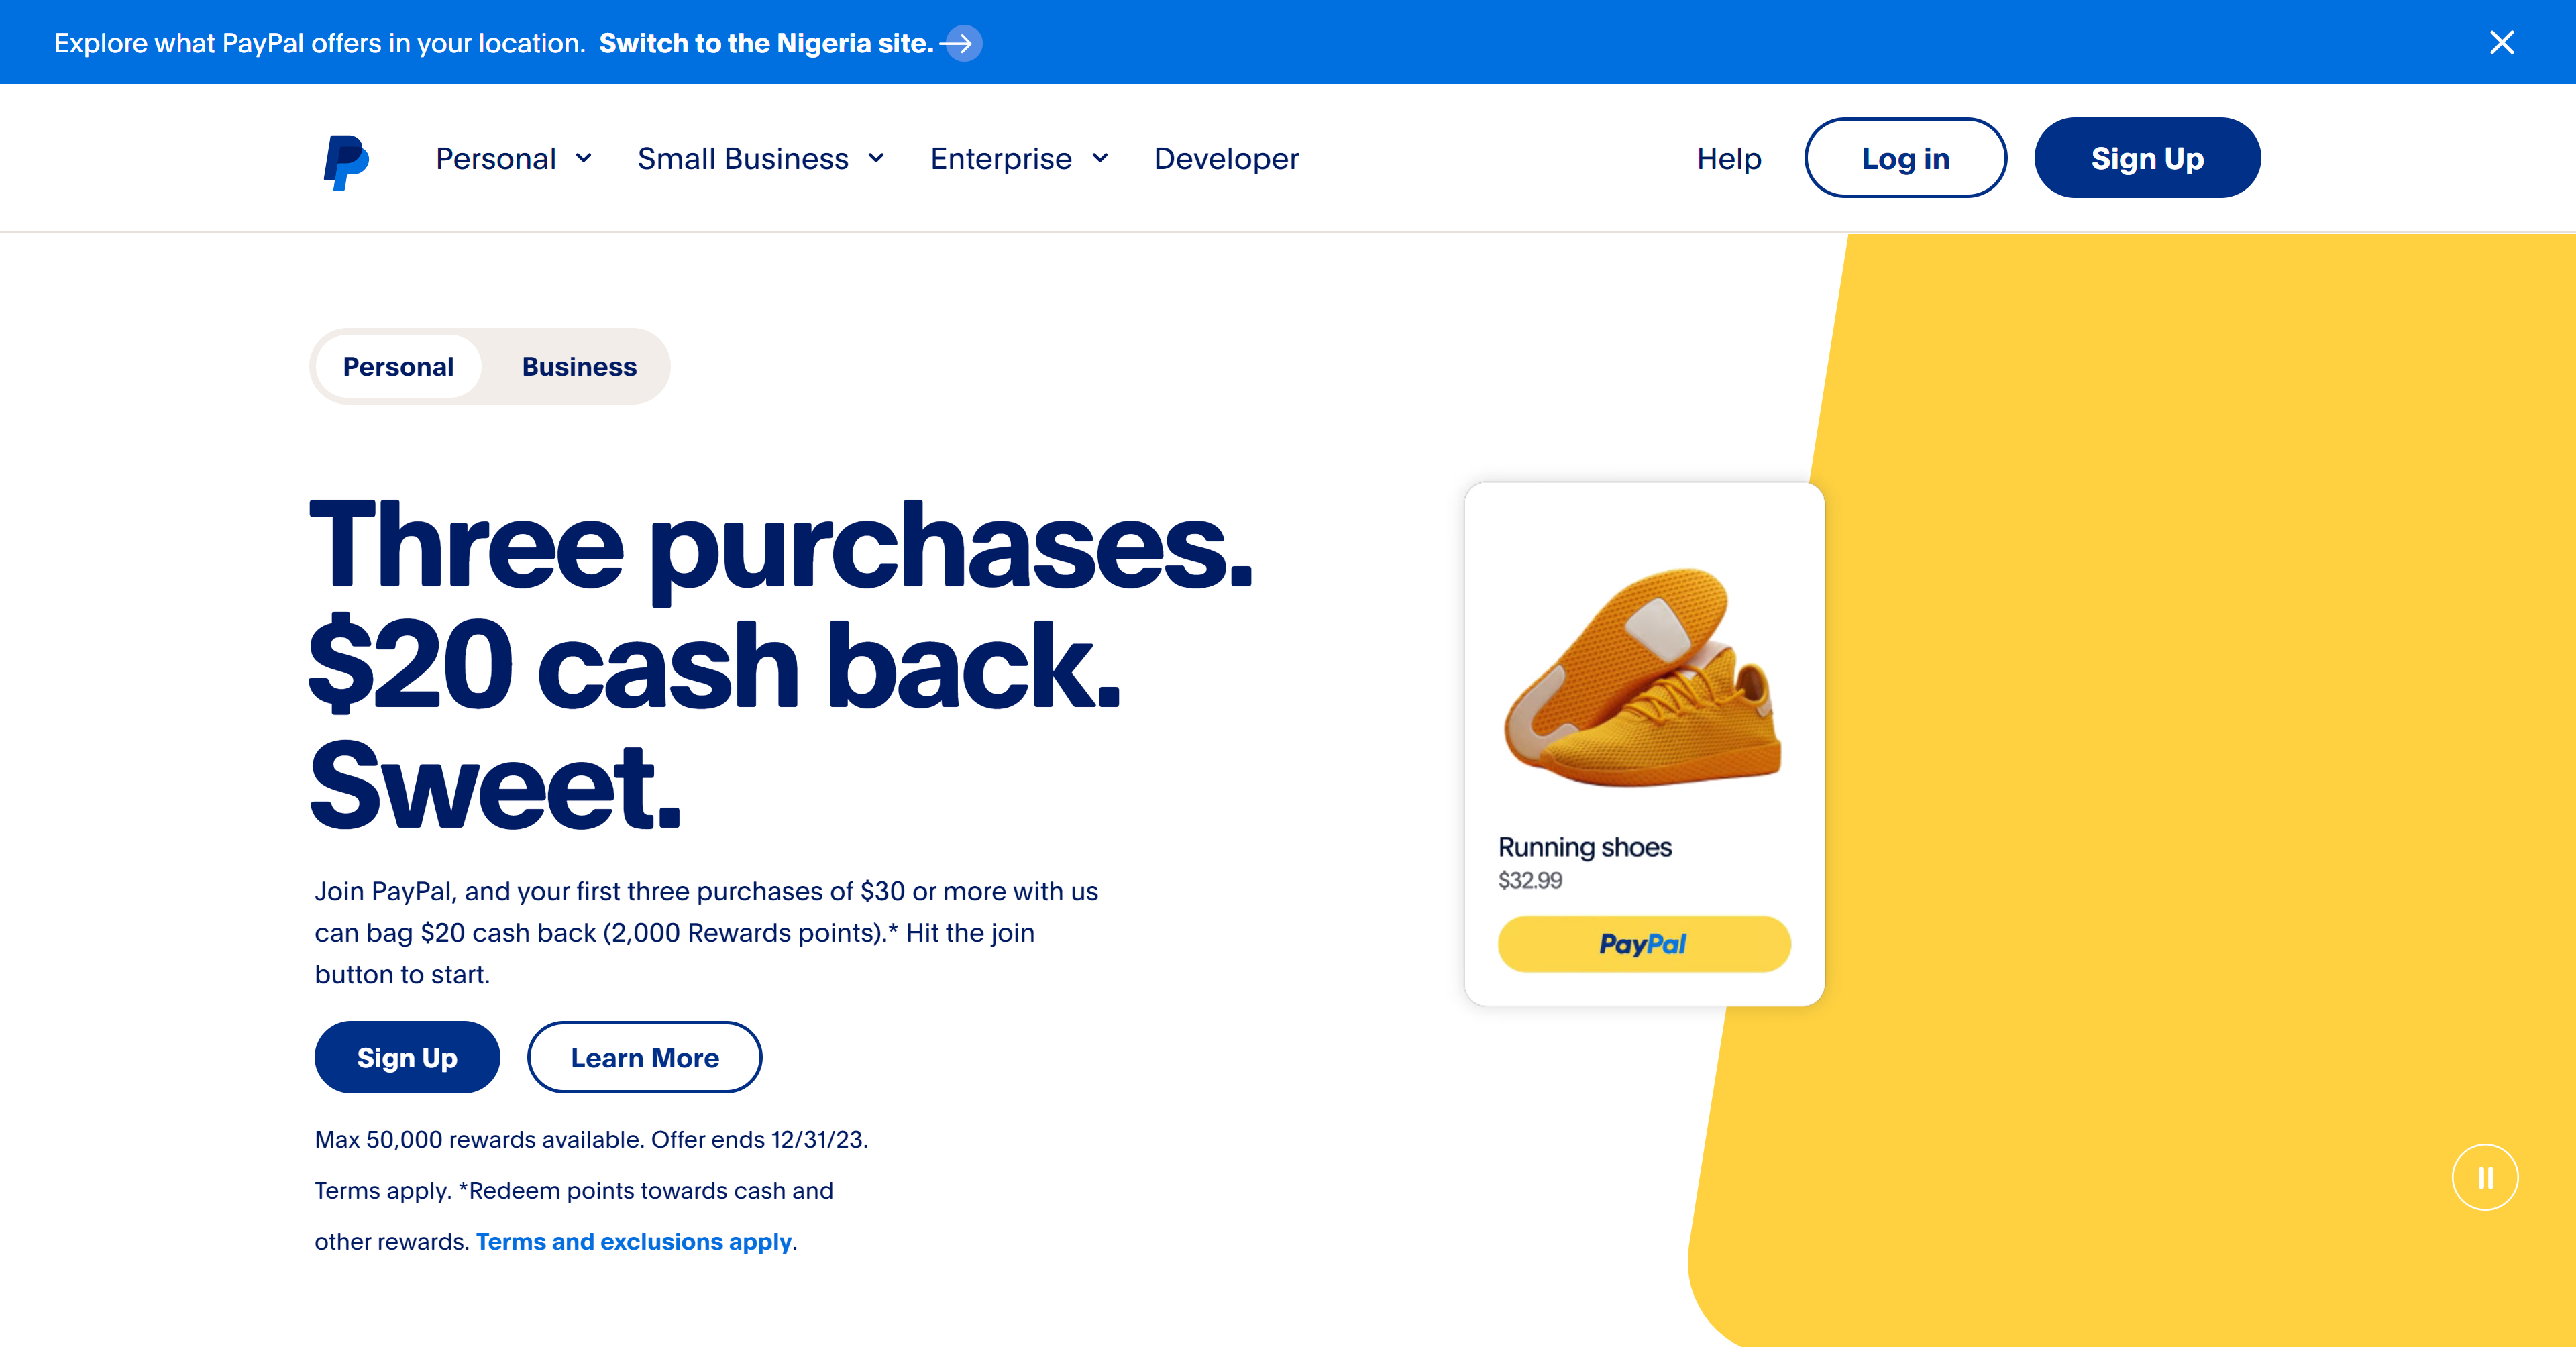 Explore what PayPal offers in your location. Switch to the Nigeria site.
Personal Small Business Enterprise Developer Help Log in Sign Up
Personal Business
Three purchases.
$20 cash back.
Sweet.
Join PayPal, and your first three purchases of $30 or more with us
can bag $20 cash back (2,000 Rewards points).* Hit the join
button to start.
Sign Up Learn More
Max 50,000 rewards available. Offer ends 12/31/23.
Terms apply. *Redeem points towards cash and
other rewards. Terms and exclusions apply.
Running shoes
$32.99
PayPal